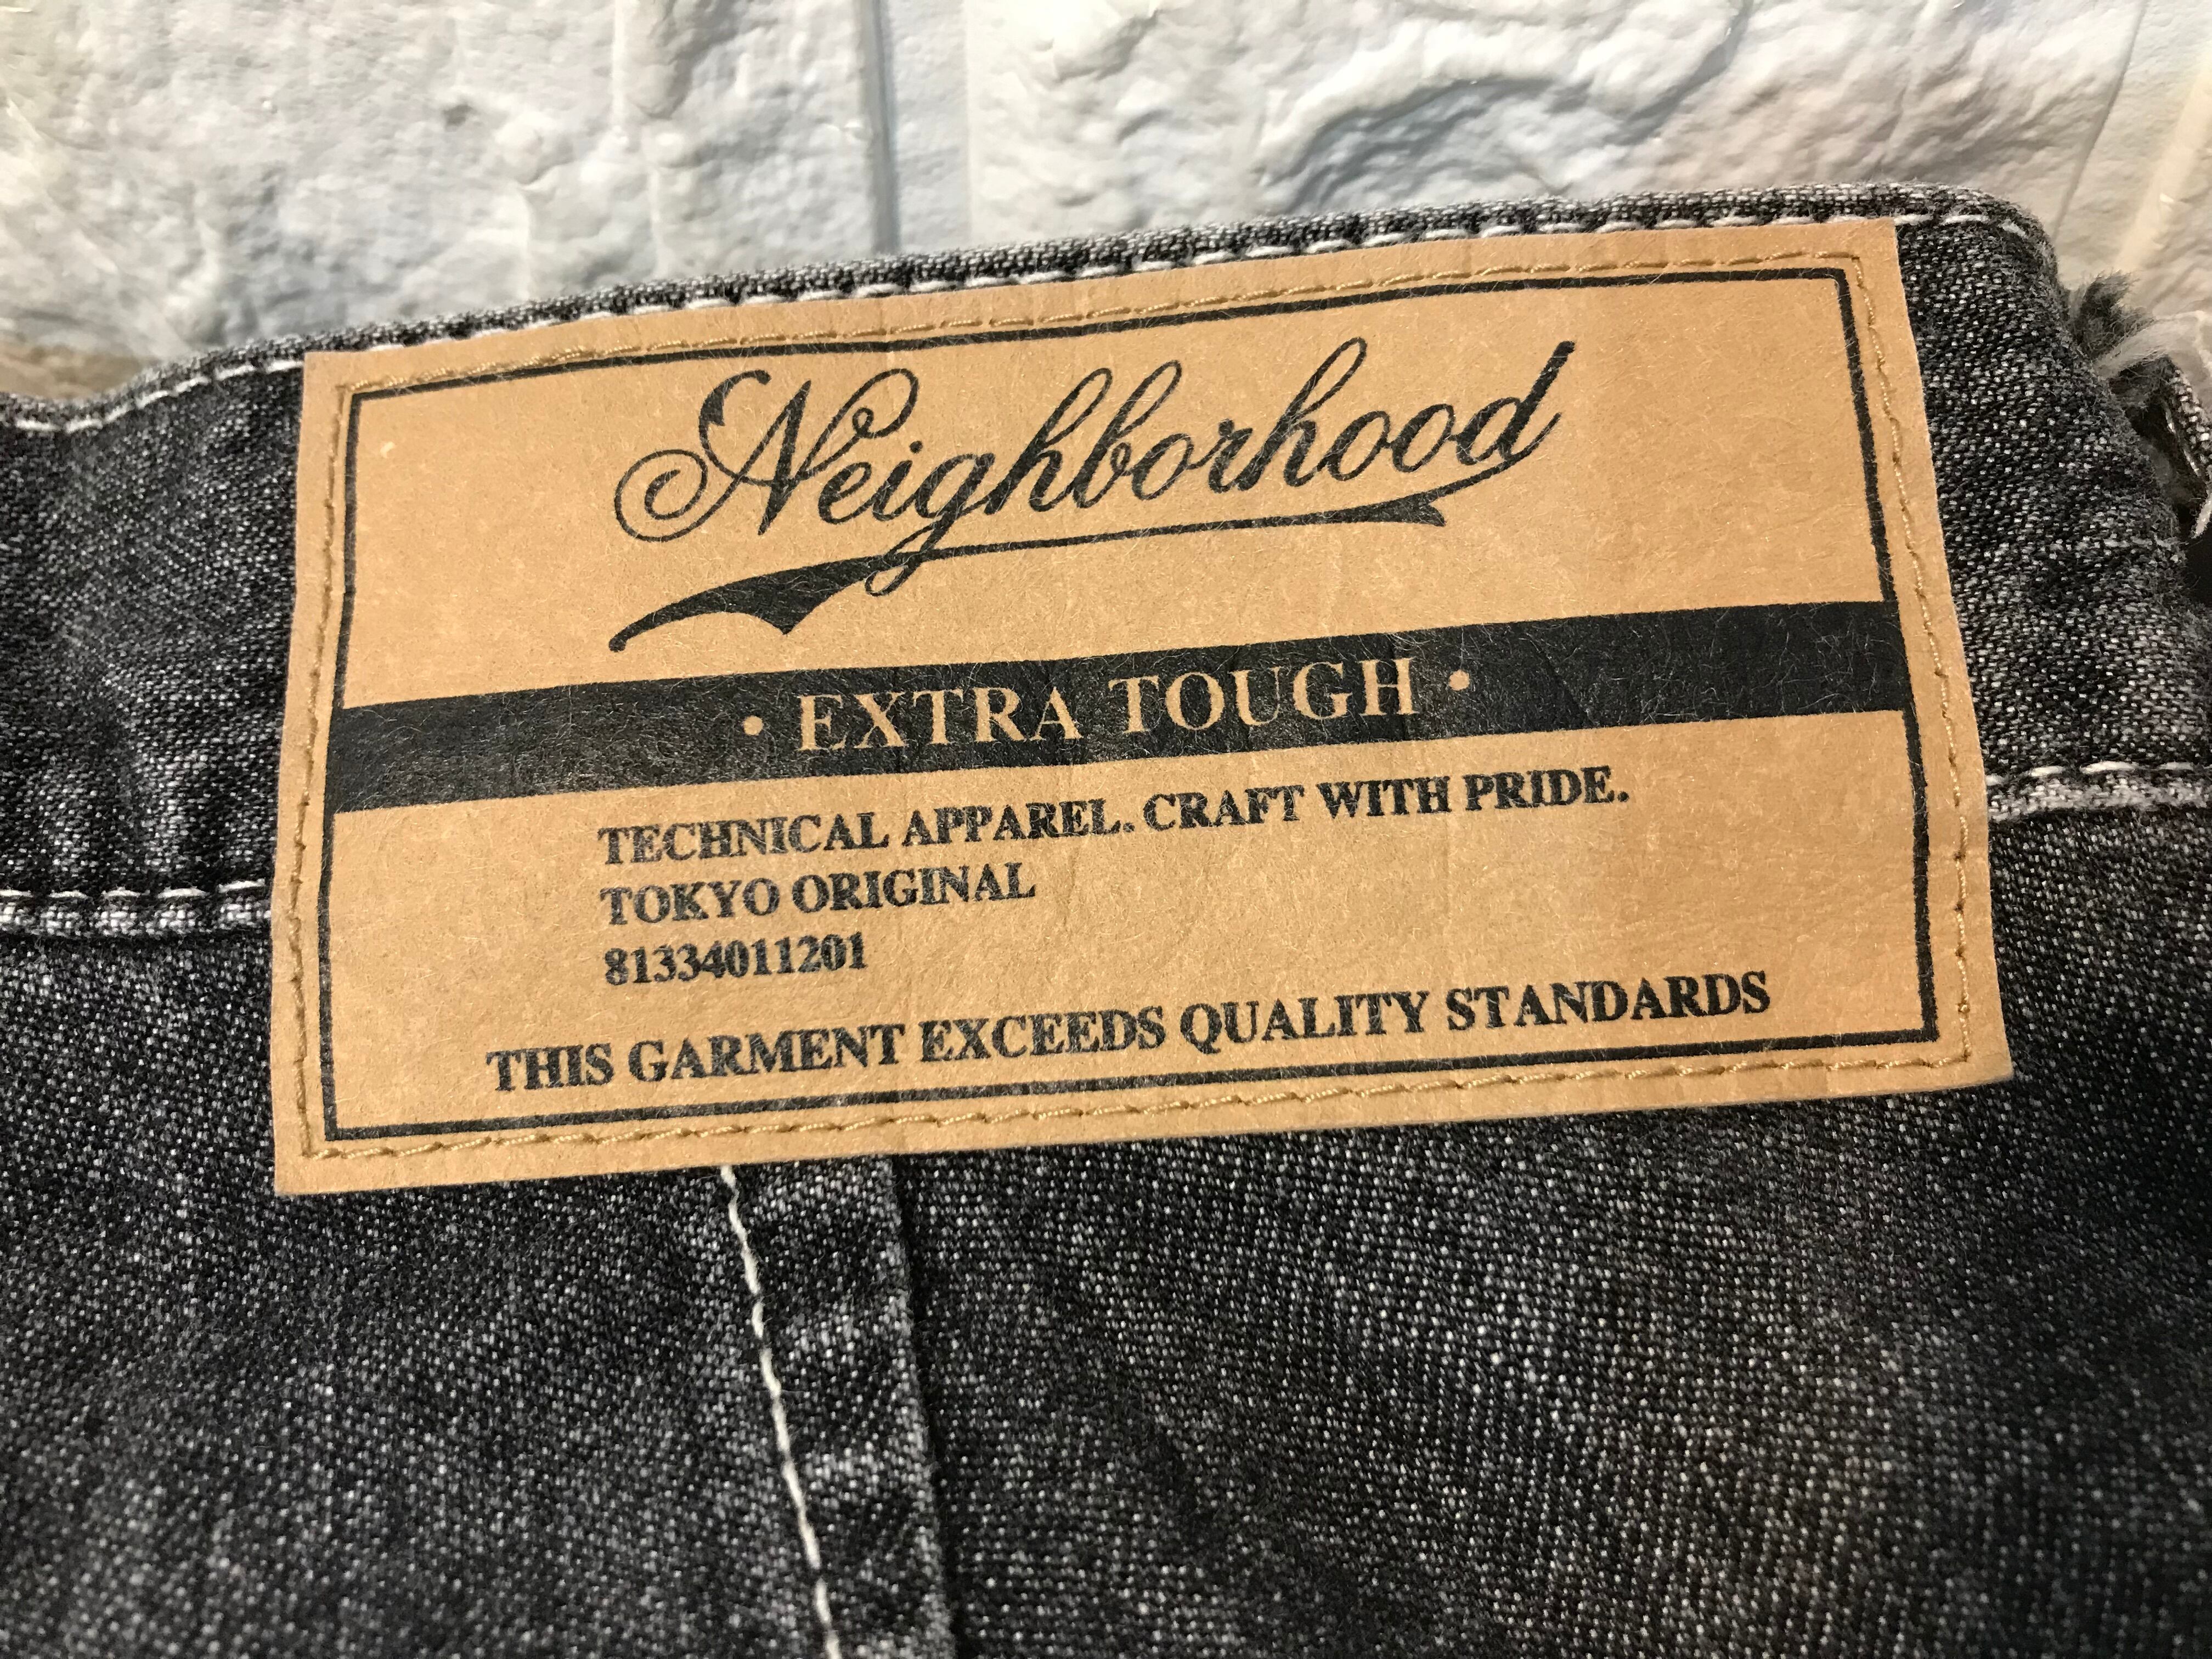 Neighborhood
• EXTRA TOUGH •
TECHNICAL APPAREL. CRAFT WITH PRIDE.
TOKYO ORIGINAL
81334011201
THIS GARMENT EXCEEDS QUALITY STANDARDS